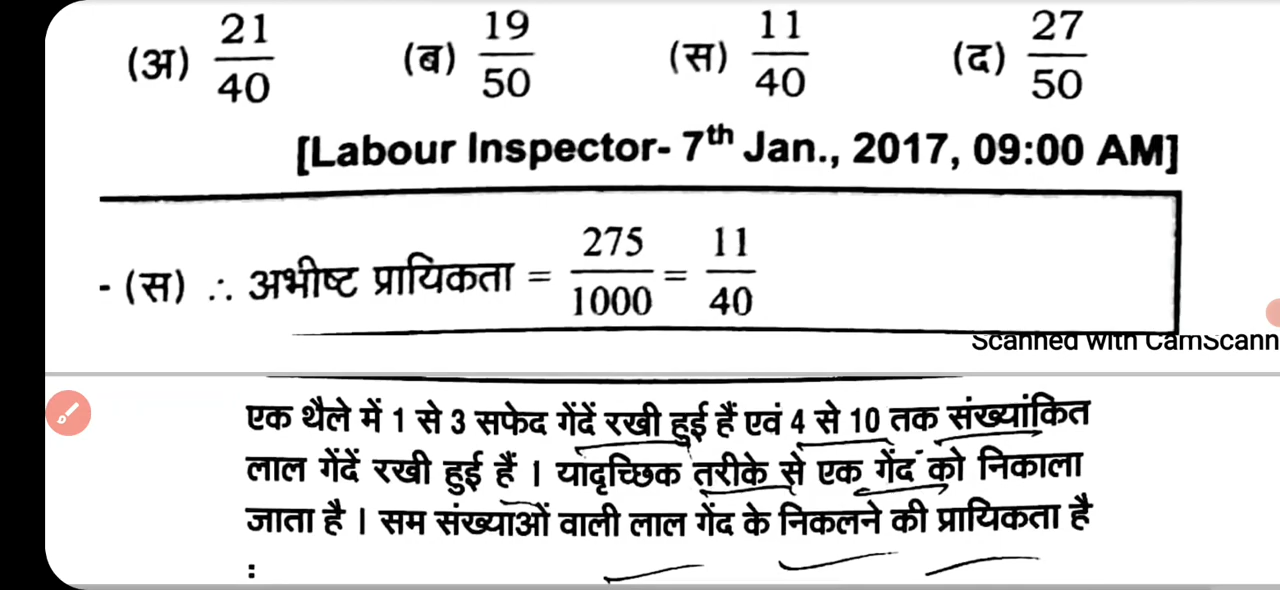 (अ) 21/40 (ब) 19/50 (स) 11/40 (द) 27/50
[Labour Inspector- 7th Jan., 2017, 09:00 AM]
- (स) ∴ अभीष्ट प्रायिकता = 275/1000 = 11/40
Scanned with CamScann
एक थैले में 1 से 3 सफेद गेंदें रखी हुई हैं एवं 4 से 10 तक संख्यांकित
लाल गेंदें रखी हुई हैं । यादृच्छिक तरीके से एक गेंद को निकाला
जाता है । सम संख्याओं वाली लाल गेंद के निकलने की प्रायिकता है
: